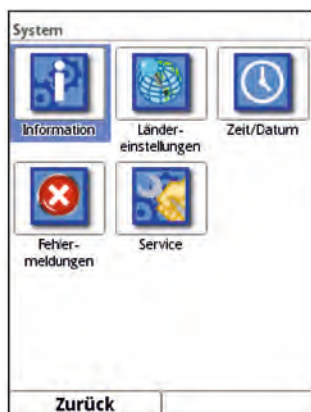 System
Information
Länder-
einstellungen
Zeit/Datum
Fehler-
meldungen
Service
Zurück